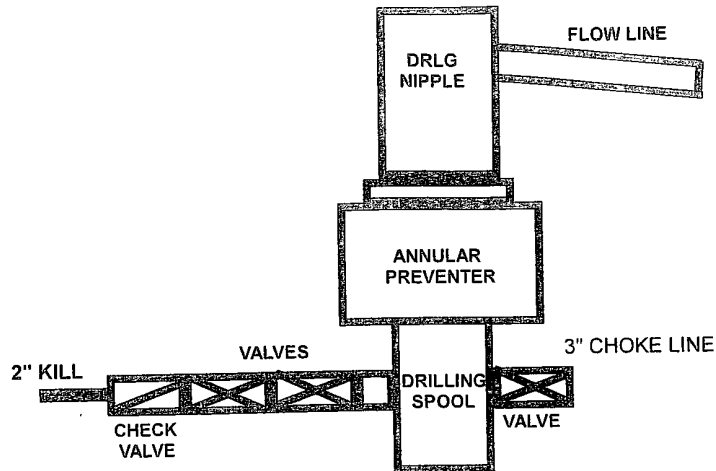 FLOW LINE
DRLG
NIPPLE
ANNULAR
PREVENTER
3" CHOKE LINE
VALVES
2" KILL
DRILLING
SPOOL
CHECK
VALVE
VALVE